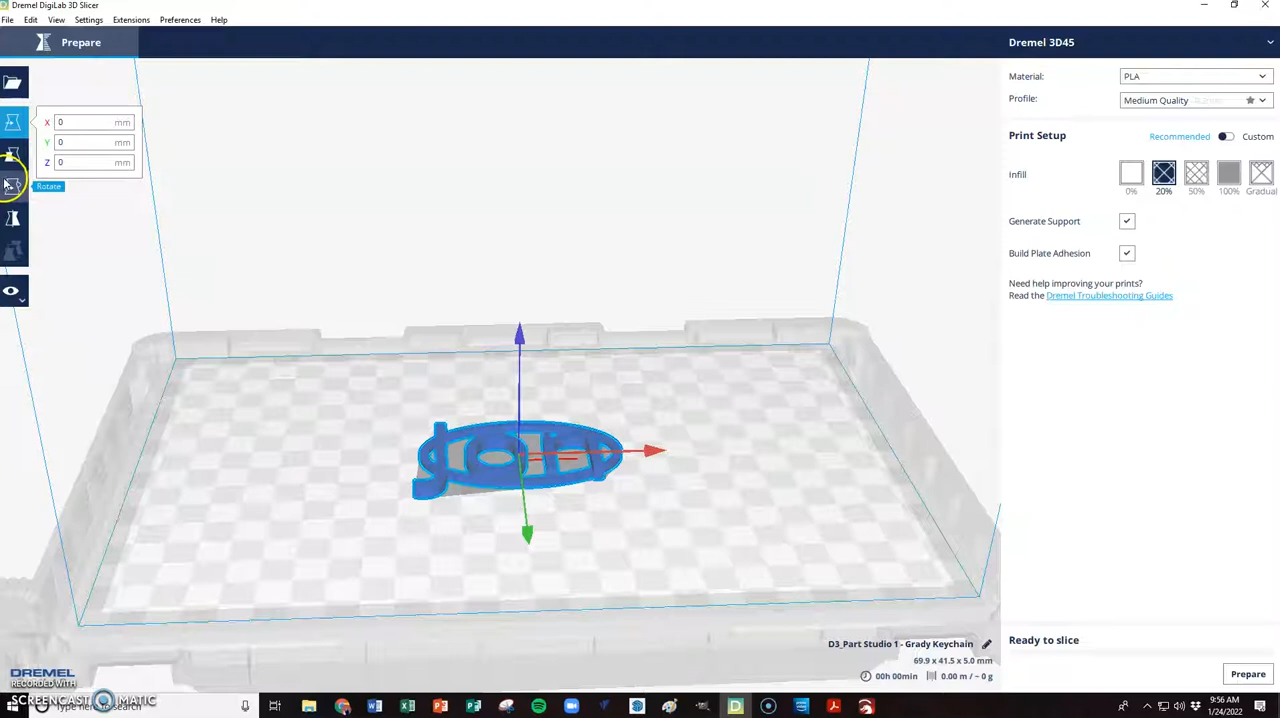 Dremel DigiLab 3D Slicer
File Edit View Settings Extensions Preferences Help
Prepare
Dremel 3D45
Material: PLA
Profile: Medium Quality
X 0 mm
Y 0 mm
Z 0 mm
Rotate
Print Setup Recommended Custom
Infill
0% 20% 50% 100% Gradual
Generate Support
Build Plate Adhesion
Need help improving your prints?
Read the Dremel Troubleshooting Guides
D3_Part Studio 1 - Grady Keychain
69.9 x 41.5 x 5.0 mm
00h 00min 0.00 m / ~ 0 g
Ready to slice
Prepare
DREMEL
RECORDED WITH
SCREENCAST MATIC
Type here to search
9:56 AM
1/24/2022